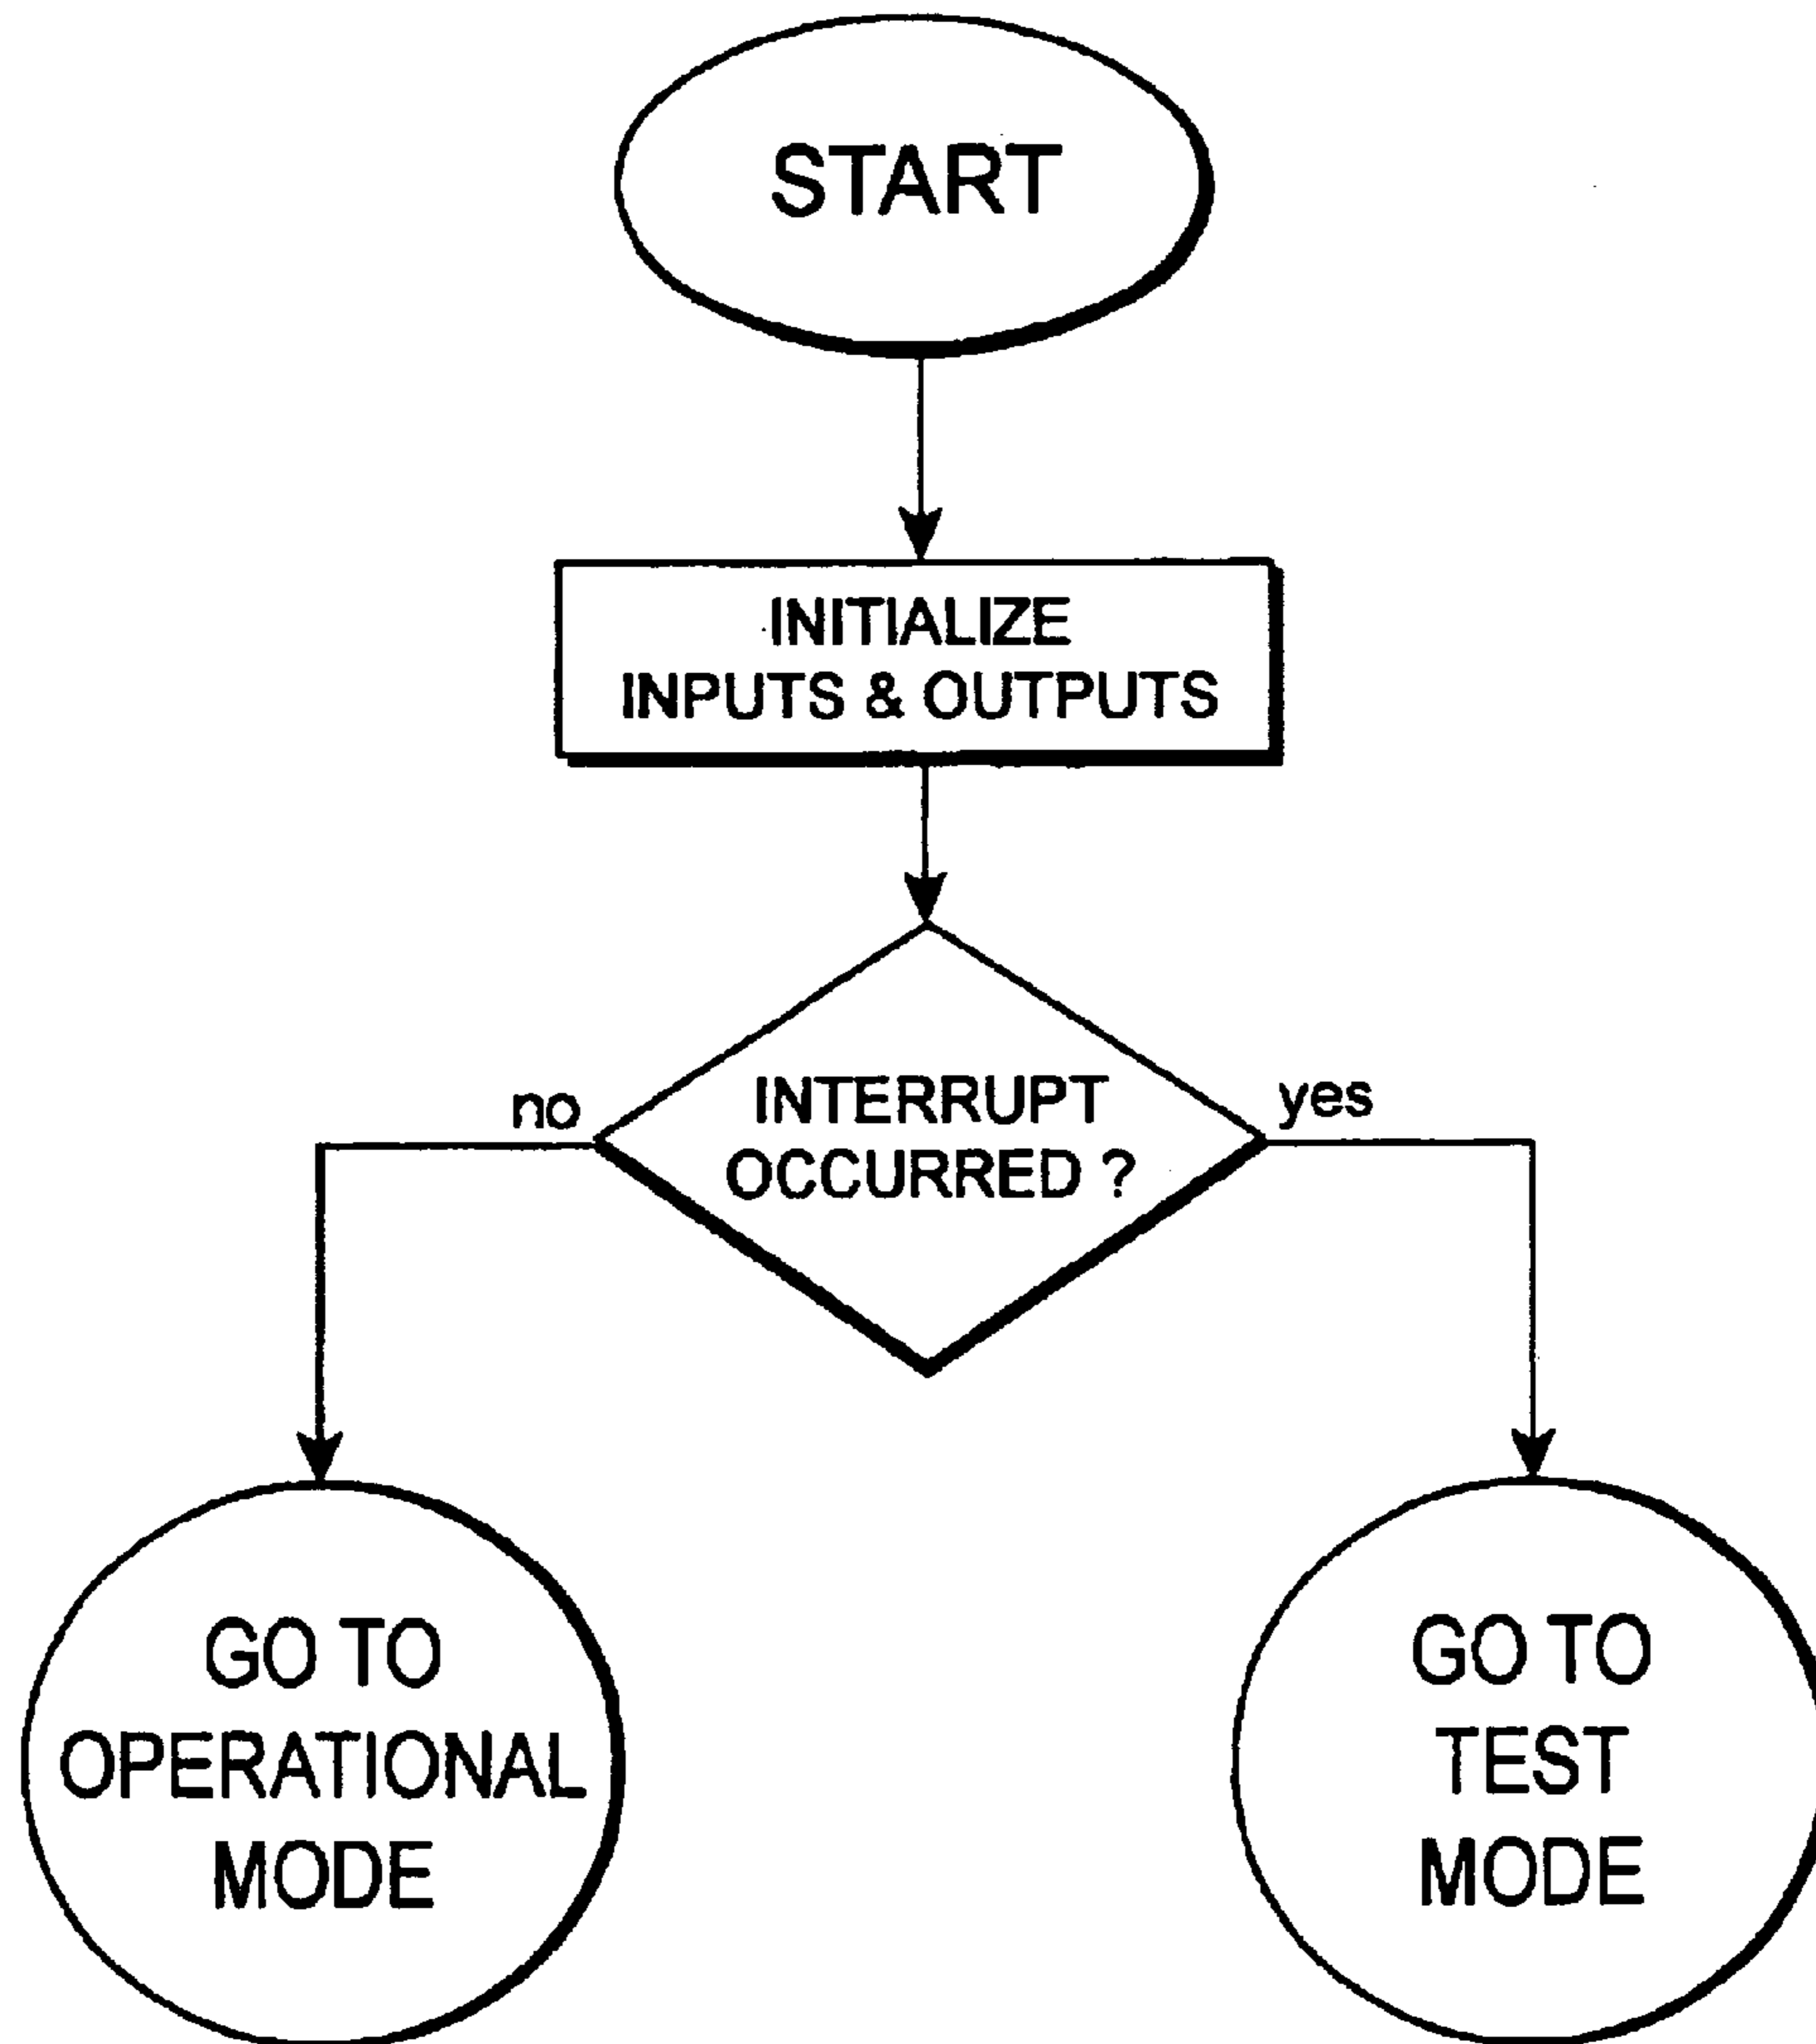 START
INITIALIZE
INPUTS & OUTPUTS
no
INTERRUPT
OCCURRED ?
yes
GO TO
OPERATIONAL
MODE
GO TO
TEST
MODE